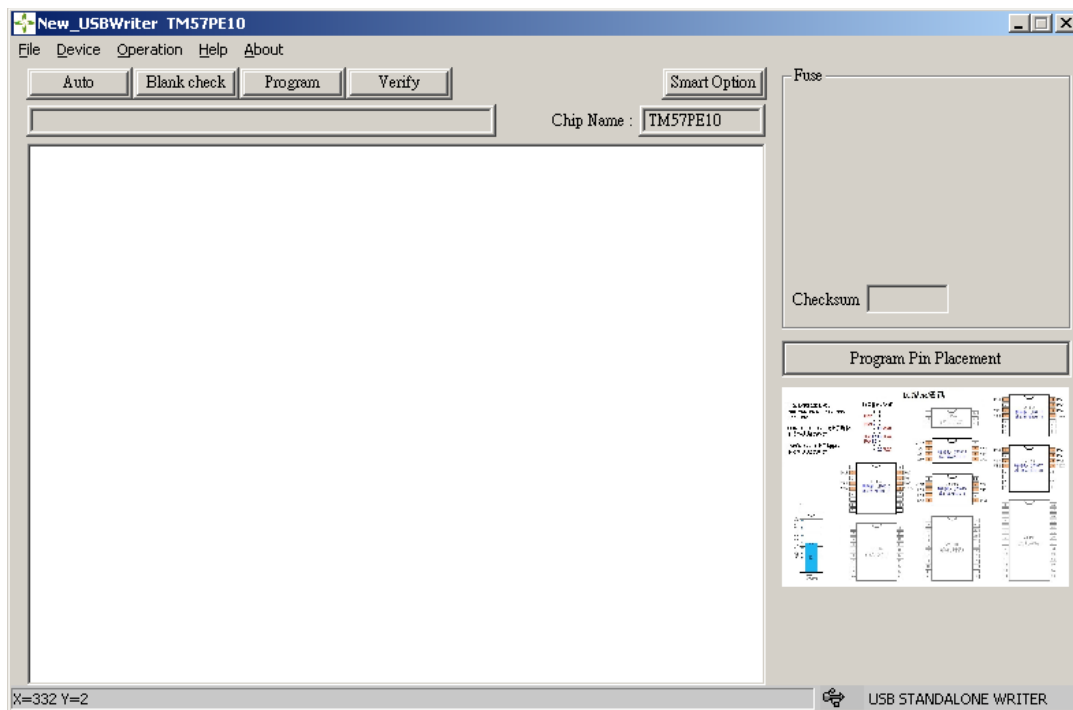 New_USBWriter TM57PE10
File Device Operation Help About
Auto Blank check Program Verify Smart Option
Chip Name : TM57PE10
Fuse
Checksum
Program Pin Placement
X=332 Y=2
USB STANDALONE WRITER